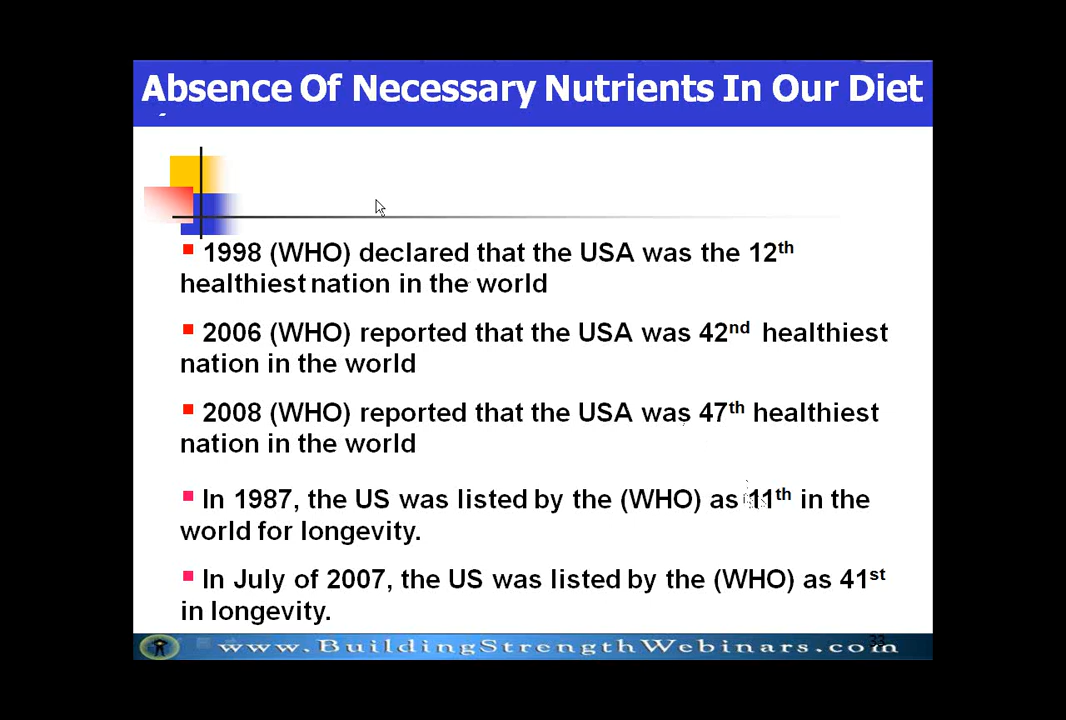 Absence Of Necessary Nutrients In Our Diet
1998 (WHO) declared that the USA was the 12th
healthiest nation in the world
2006 (WHO) reported that the USA was 42nd healthiest
nation in the world
2008 (WHO) reported that the USA was 47th healthiest
nation in the world
In 1987, the US was listed by the (WHO) as 11th in the
world for longevity.
In July of 2007, the US was listed by the (WHO) as 41st
in longevity.
33
www.BuildingStrengthWebinars.com